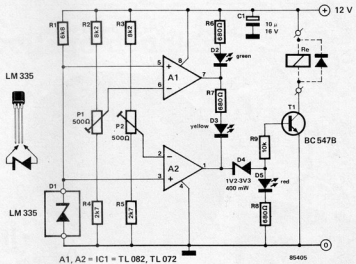 12 V
R1
6k8
R2
8k2
R3
8k2
R6
680Ω
C1
10 µ
16 V
D2
green
Re
LM 335
5
8
A1
7
6
R7
680Ω
P1
500Ω
P2
500Ω
D3
yellow
T1
BC 547B
R9
10k
2
A2
1
3
4
D4
1V2-3V3
400 mW
D5
red
D1
LM 335
R4
2k7
R5
2k7
R8
680Ω
0
A1, A2 = IC1 = TL 082, TL 072
85405